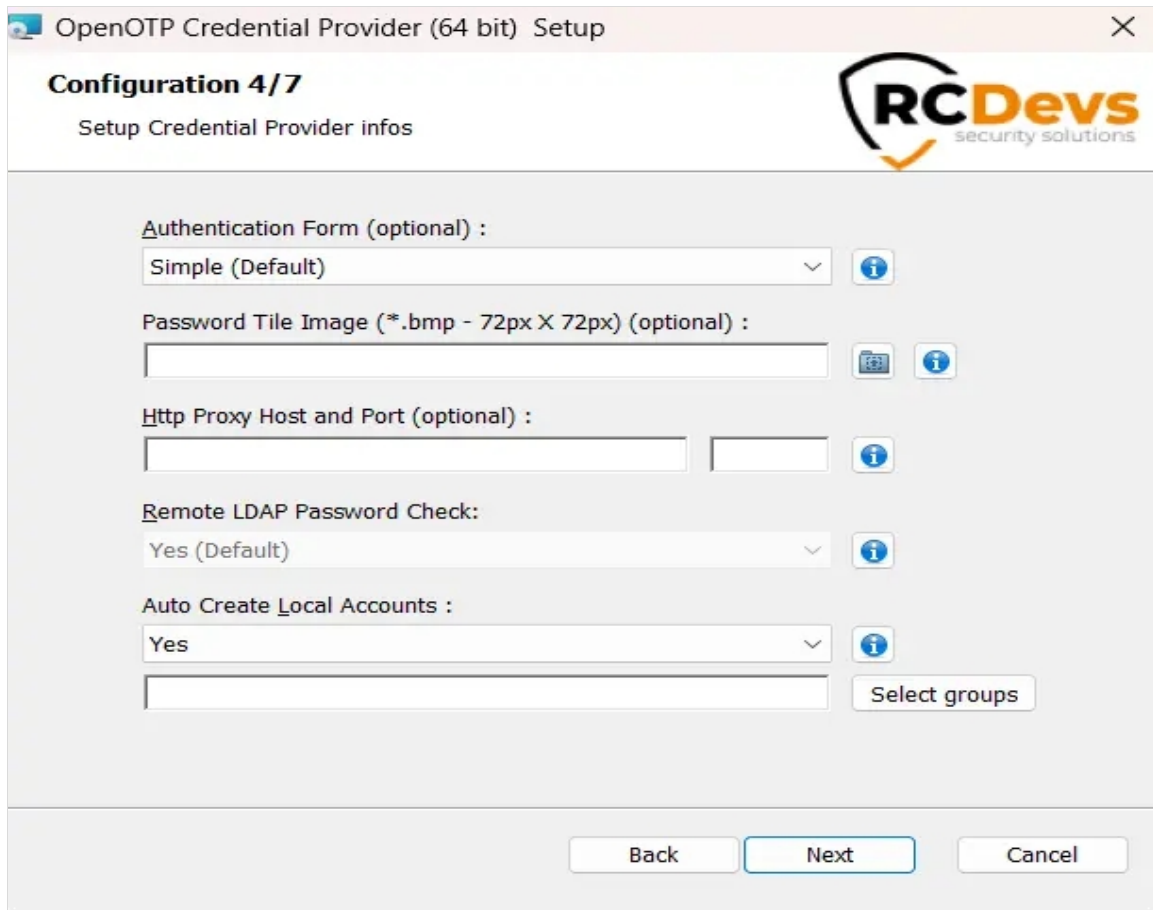 OpenOTP Credential Provider (64 bit) Setup
Configuration 4/7
Setup Credential Provider infos
RCDevs
security solutions
Authentication Form (optional) :
Simple (Default)
Password Tile Image (*.bmp - 72px X 72px) (optional) :
Http Proxy Host and Port (optional) :
Remote LDAP Password Check:
Yes (Default)
Auto Create Local Accounts :
Yes
Select groups
Back Next Cancel